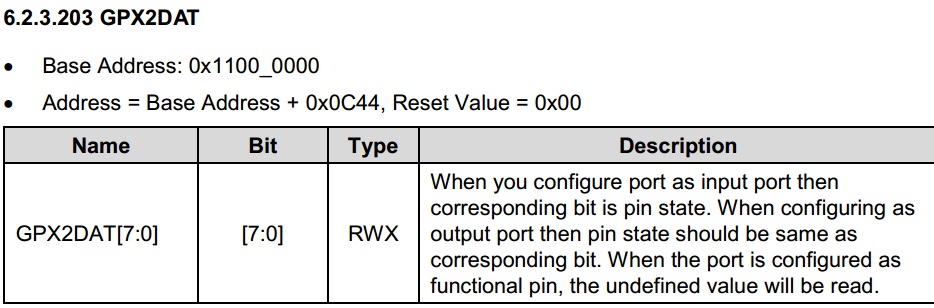 6.2.3.203 GPX2DAT
• Base Address: 0x1100_0000
• Address = Base Address + 0x0C44, Reset Value = 0x00
Name Bit Type Description
GPX2DAT[7:0] [7:0] RWX When you configure port as input port then
corresponding bit is pin state. When configuring as
output port then pin state should be same as
corresponding bit. When the port is configured as
functional pin, the undefined value will be read.